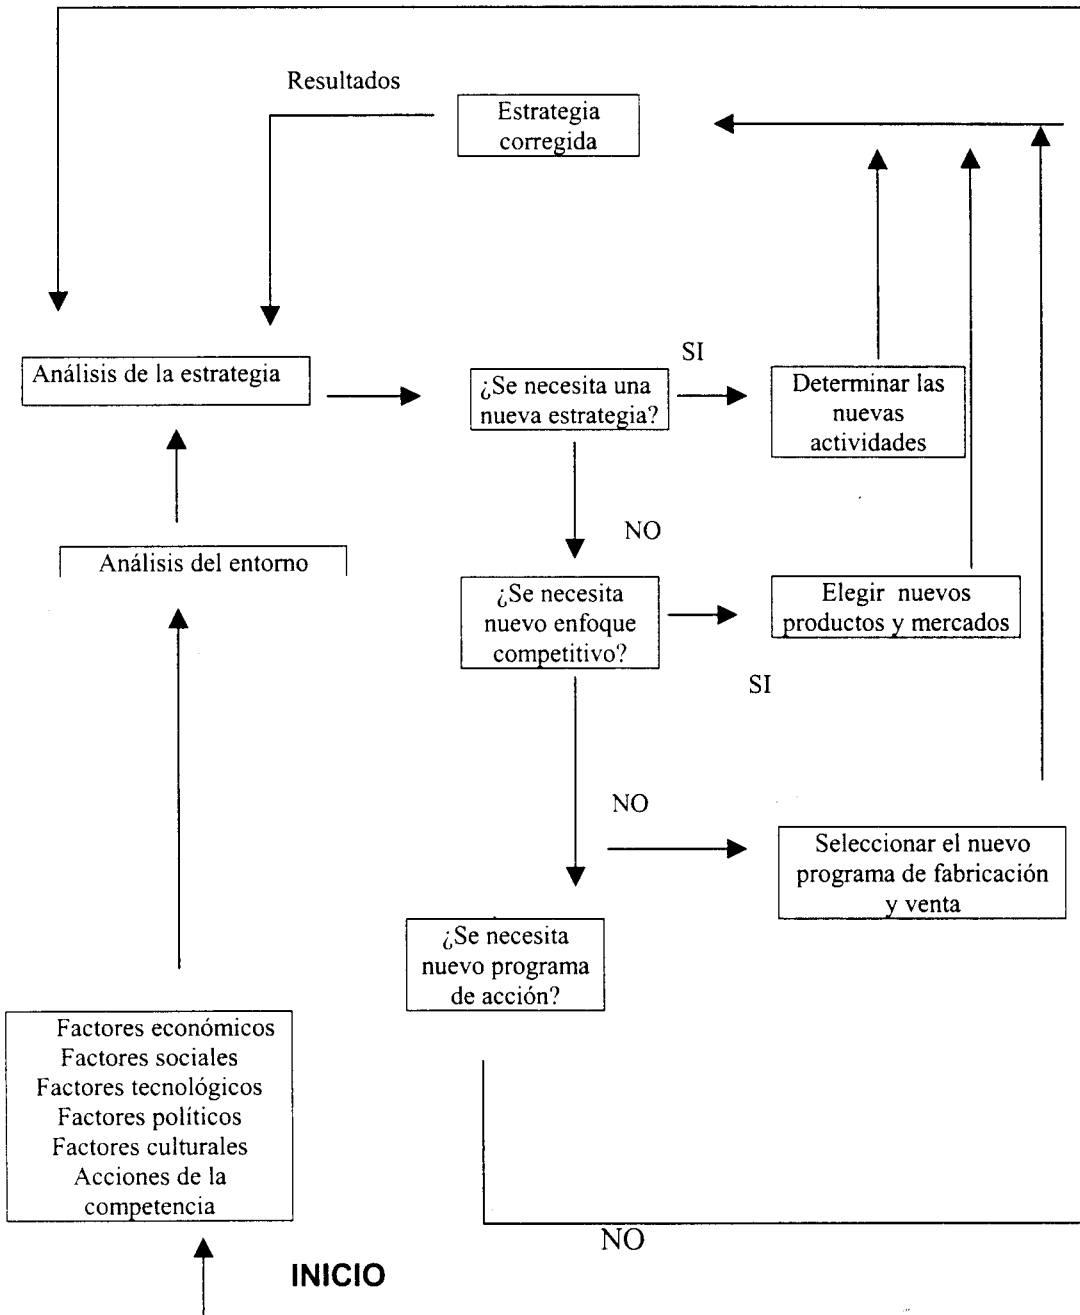 Resultados
Estrategia
corregida
Análisis de la estrategia
¿Se necesita una
nueva estrategia?
SI
Determinar las
nuevas
actividades
NO
Análisis del entorno
¿Se necesita
nuevo enfoque
competitivo?
Elegir nuevos
productos y mercados
SI
NO
Seleccionar el nuevo
programa de fabricación
y venta
¿Se necesita
nuevo programa
de acción?
Factores económicos
Factores sociales
Factores tecnológicos
Factores políticos
Factores culturales
Acciones de la
competencia
NO
INICIO